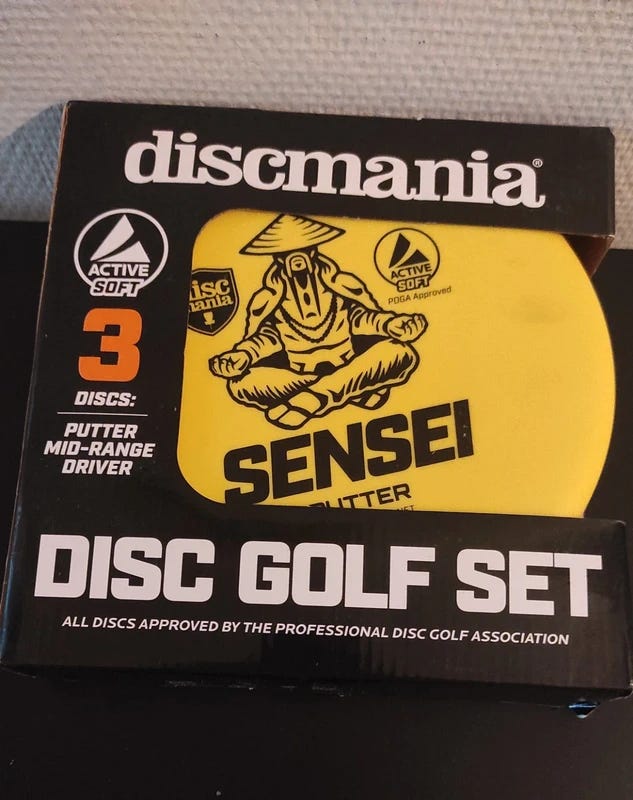 discmania®
ACTIVE
SOFT
3
DISCS:
PUTTER
MID-RANGE
DRIVER
disc
mania
ACTIVE
SOFT
PDGA Approved
SENSEI
PUTTER
DISC GOLF SET
ALL DISCS APPROVED BY THE PROFESSIONAL DISC GOLF ASSOCIATION